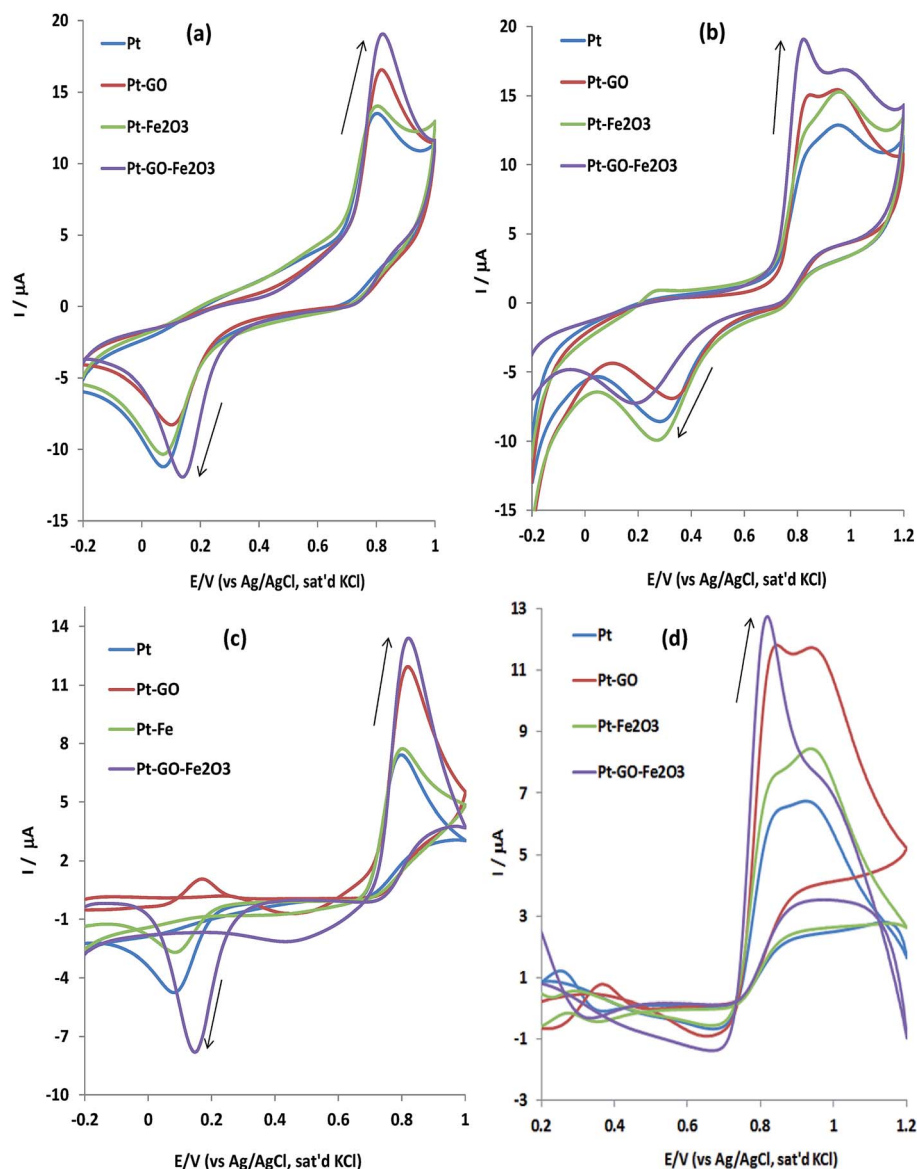 (a)
Pt
Pt-GO
Pt-Fe2O3
Pt-GO-Fe2O3
20
15
10
5
0
-5
-10
-15
I / µA
-0.2 0 0.2 0.4 0.6 0.8 1
E/V (vs Ag/AgCl, sat'd KCl)
(b)
Pt
Pt-GO
Pt-Fe2O3
Pt-GO-Fe2O3
20
15
10
5
0
-5
-10
-15
I / µA
-0.2 0 0.2 0.4 0.6 0.8 1 1.2
E/V (vs Ag/AgCl, sat'd KCl)
(c)
Pt
Pt-GO
Pt-Fe
Pt-GO-Fe2O3
14
11
8
5
2
-1
-4
-7
-10
I / µA
-0.2 0 0.2 0.4 0.6 0.8 1
E/V (vs Ag/AgCl, sat'd KCl)
(d)
Pt
Pt-GO
Pt-Fe2O3
Pt-GO-Fe2O3
13
11
9
7
5
3
1
-1
-3
I / µA
0.2 0.4 0.6 0.8 1 1.2
E/V (vs Ag/AgCl, sat'd KCl)